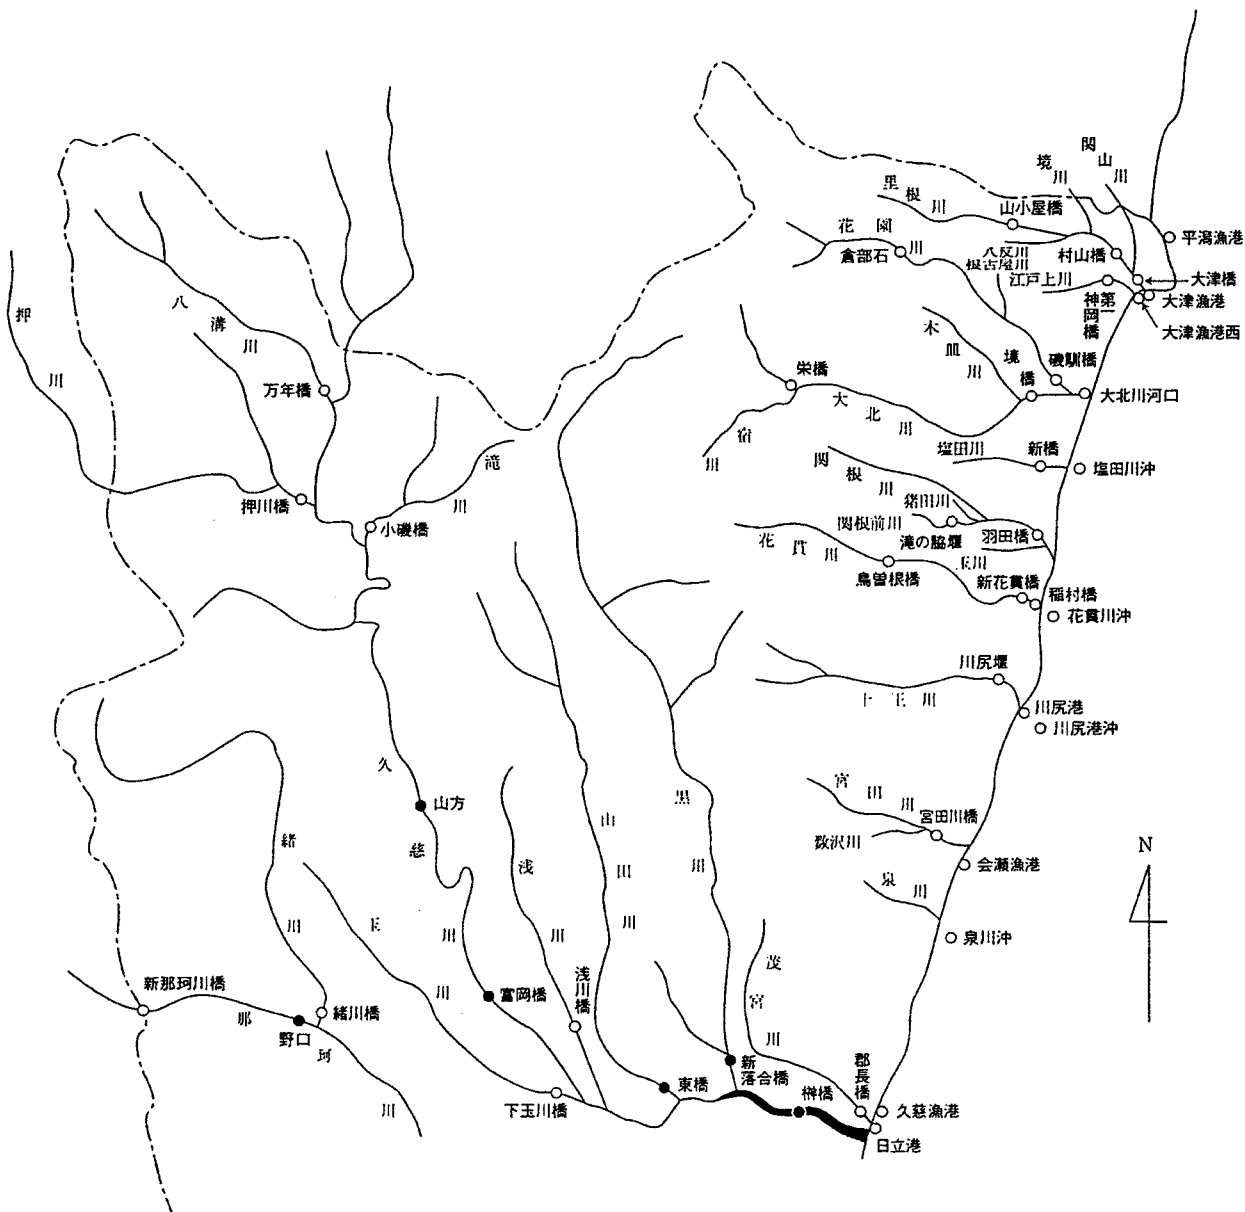 関山川
境川
里根川
山小屋橋
花園川
倉部石
八反川
根古屋川
村山橋
平潟漁港
江戸上川
大津橋
神岡第一橋
大津漁港
大津漁港西
押川
八溝川
万年橋
木皿川
境橋
磯馴橋
栄橋
大北川
大北川河口
宿川
塩田川
新橋
塩田川沖
滝川
関根川
猪田川
押川橋
小磯橋
関根前川
滝の脇堰
羽田橋
花貫川
玉川
鳥曽根橋
新花貫橋
稲村橋
花貫川沖
川尻堰
十王川
川尻港
川尻港沖
久慈川
山方
黒川
宮田川
宮田川橋
数沢川
N
緒川
浅川
山田川
会瀬漁港
泉川
玉川
泉川沖
茂宮川
新那珂川橋
那珂川
野口
緒川橋
富岡橋
浅川橋
新落合橋
郡長橋
下玉川橋
東橋
榊橋
久慈漁港
日立港